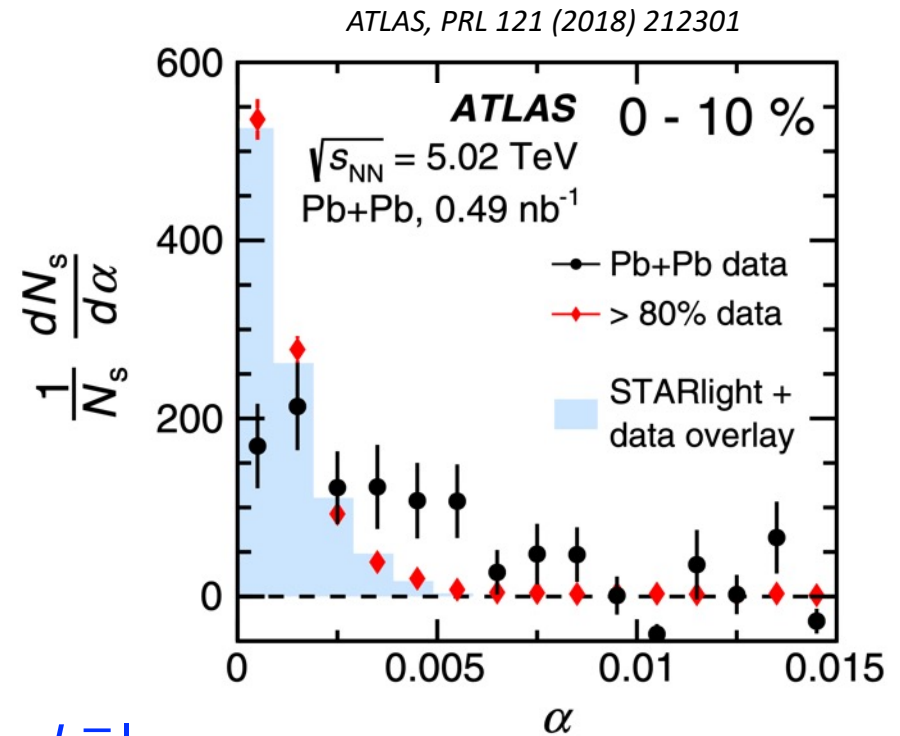 ATLAS, PRL 121 (2018) 212301
600
400
200
0
1/Nₛ dNₛ/dα
ATLAS 0 - 10 %
√sNN = 5.02 TeV
Pb+Pb, 0.49 nb⁻¹
Pb+Pb data
> 80% data
STARlight +
data overlay
0 0.005 0.01 0.015
α